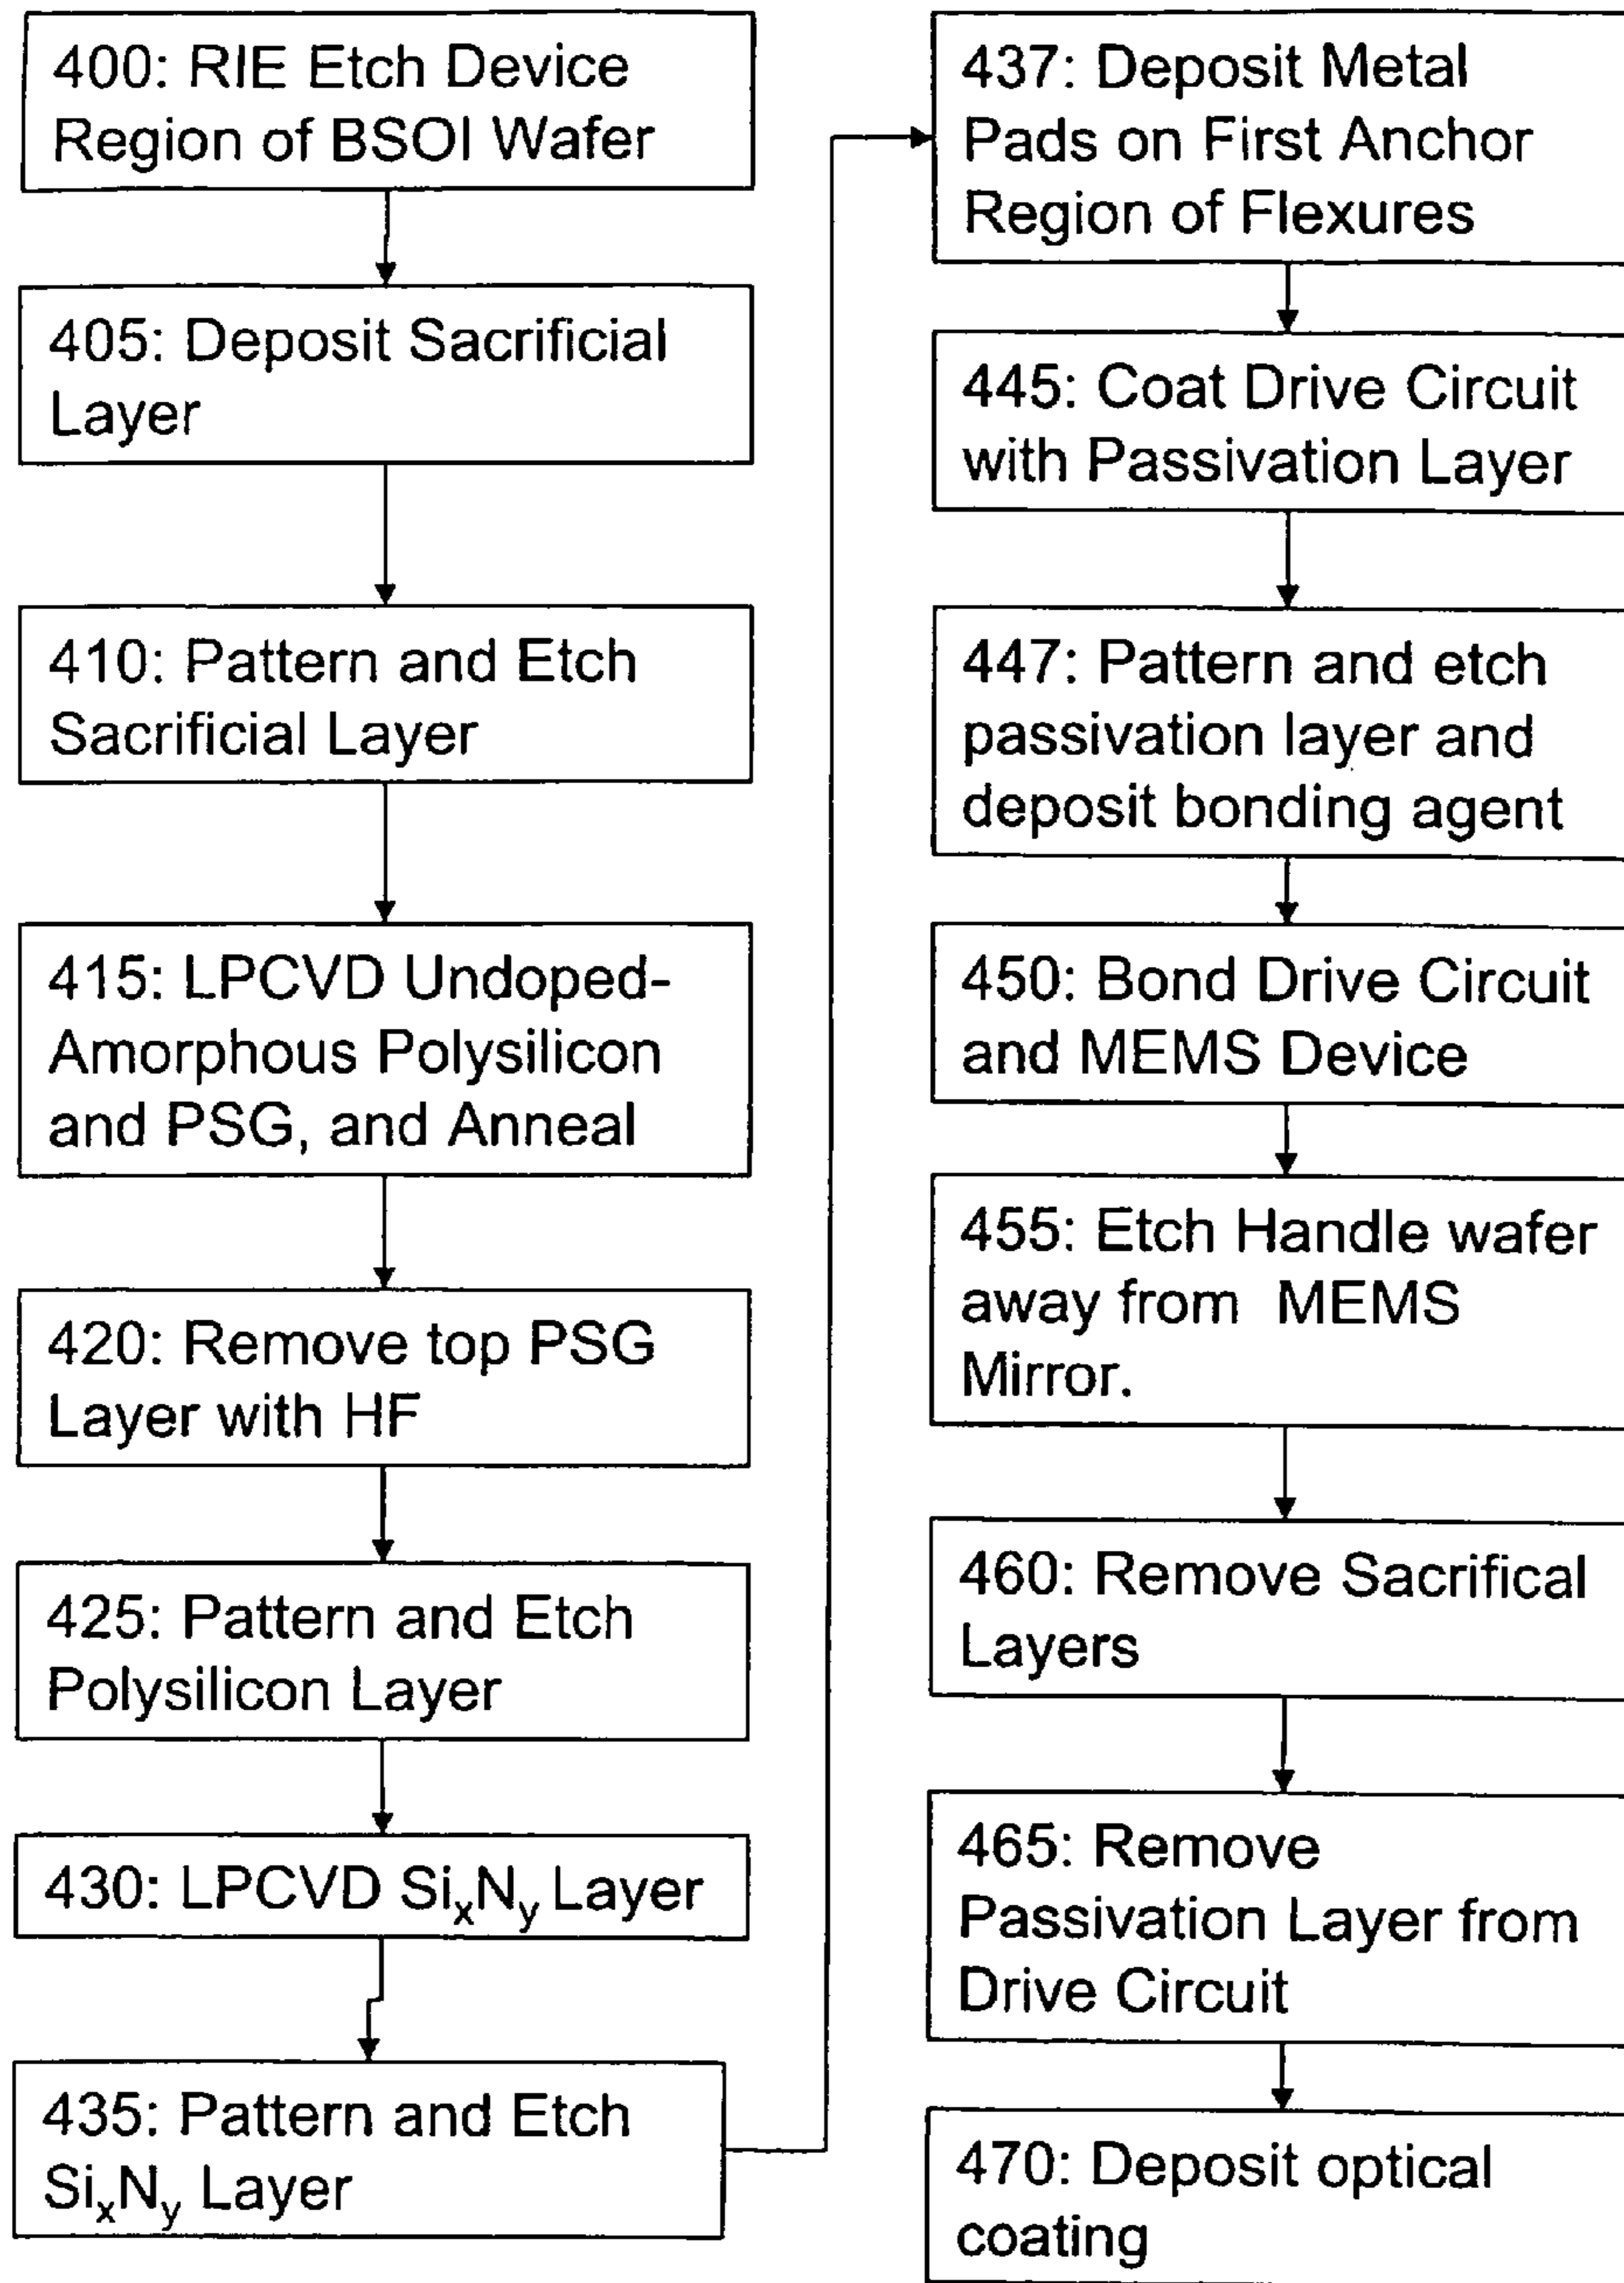 400: RIE Etch Device
Region of BSOI Wafer
405: Deposit Sacrificial
Layer
410: Pattern and Etch
Sacrificial Layer
415: LPCVD Undoped-
Amorphous Polysilicon
and PSG, and Anneal
420: Remove top PSG
Layer with HF
425: Pattern and Etch
Polysilicon Layer
430: LPCVD SixNy Layer
435: Pattern and Etch
SixNy Layer
437: Deposit Metal
Pads on First Anchor
Region of Flexures
445: Coat Drive Circuit
with Passivation Layer
447: Pattern and etch
passivation layer and
deposit bonding agent
450: Bond Drive Circuit
and MEMS Device
455: Etch Handle wafer
away from MEMS
Mirror.
460: Remove Sacrifical
Layers
465: Remove
Passivation Layer from
Drive Circuit
470: Deposit optical
coating